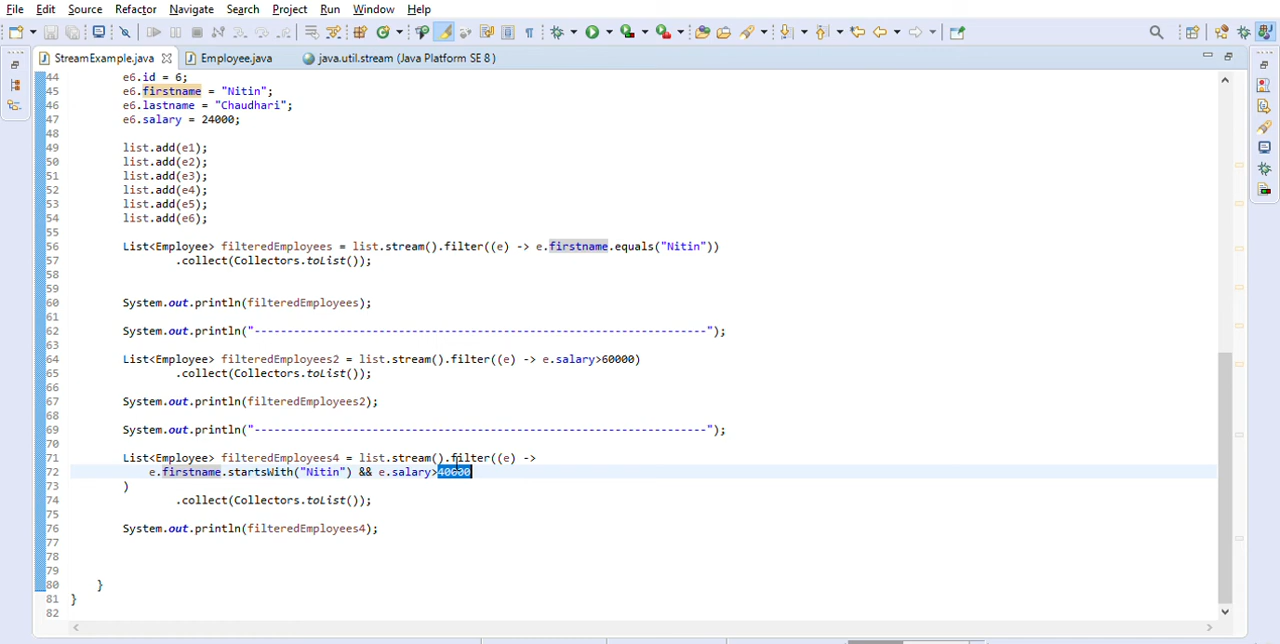 File Edit Source Refactor Navigate Search Project Run Window Help
StreamExample.java Employee.java java.util.stream (Java Platform SE 8 )
44 e6.id = 6;
45 e6.firstname = "Nitin";
46 e6.lastname = "Chaudhari";
47 e6.salary = 24000;
48
49 list.add(e1);
50 list.add(e2);
51 list.add(e3);
52 list.add(e4);
53 list.add(e5);
54 list.add(e6);
55
56 List<Employee> filteredEmployees = list.stream().filter((e) -> e.firstname.equals("Nitin"))
57 .collect(Collectors.toList());
58
59
60 System.out.println(filteredEmployees);
61
62 System.out.println("---------------------------------------------------------------------");
63
64 List<Employee> filteredEmployees2 = list.stream().filter((e) -> e.salary>60000)
65 .collect(Collectors.toList());
66
67 System.out.println(filteredEmployees2);
68
69 System.out.println("---------------------------------------------------------------------");
70
71 List<Employee> filteredEmployees4 = list.stream().filter((e) ->
72 e.firstname.startsWith("Nitin") && e.salary>40000
73 )
74 .collect(Collectors.toList());
75
76 System.out.println(filteredEmployees4);
77
78
79
80 }
81 }
82